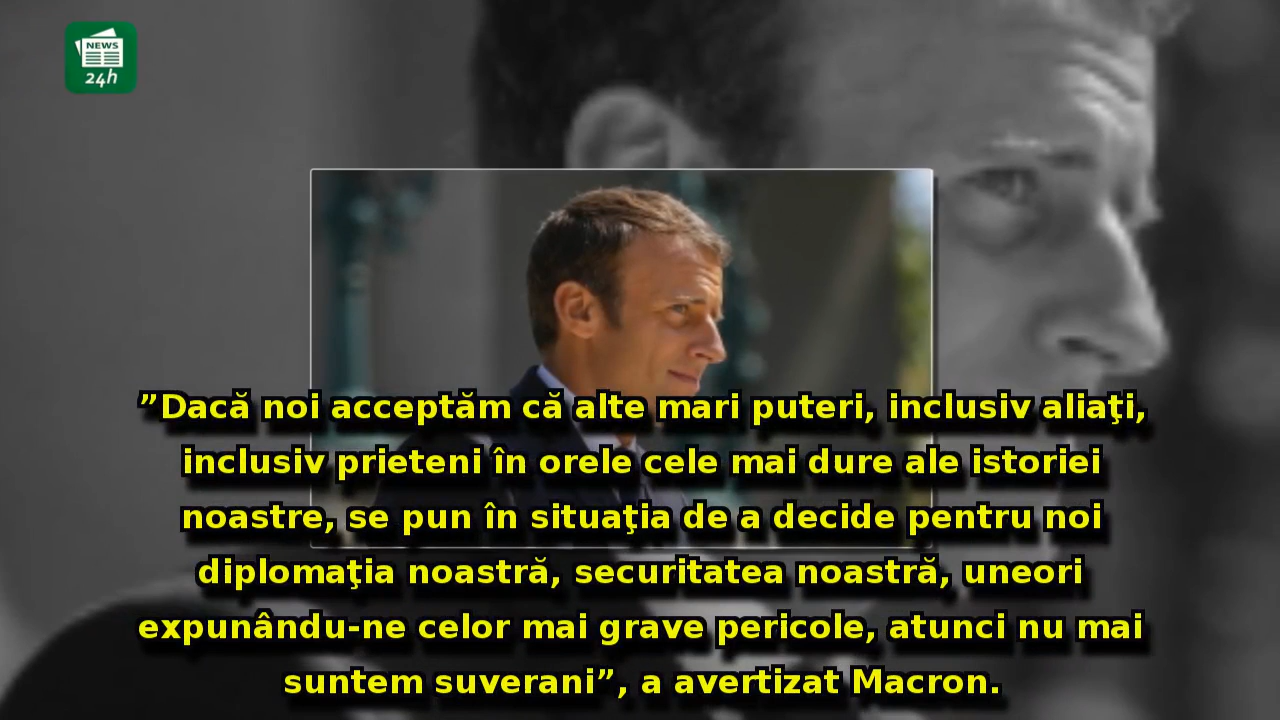 NEWS
24h
”Dacă noi acceptăm că alte mari puteri, inclusiv aliaţi,
inclusiv prieteni în orele cele mai dure ale istoriei
noastre, se pun în situaţia de a decide pentru noi
diplomaţia noastră, securitatea noastră, uneori
expunându-ne celor mai grave pericole, atunci nu mai
suntem suverani”, a avertizat Macron.